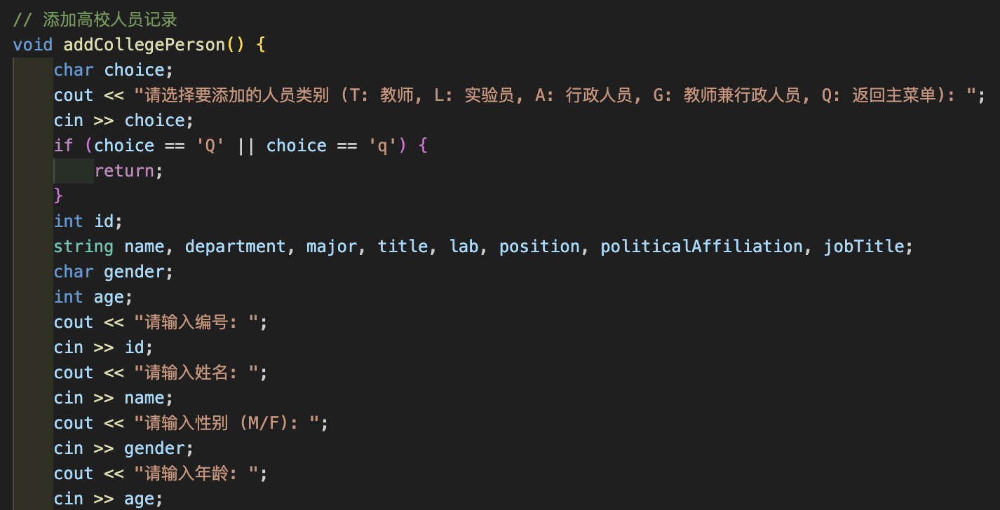 // 添加高校人员记录
void addCollegePerson() {
char choice;
cout << "请选择要添加的人员类别 (T: 教师, L: 实验员, A: 行政人员, G: 教师兼行政人员, Q: 返回主菜单): ";
cin >> choice;
if (choice == 'Q' || choice == 'q') {
return;
}
int id;
string name, department, major, title, lab, position, politicalAffiliation, jobTitle;
char gender;
int age;
cout << "请输入编号: ";
cin >> id;
cout << "请输入姓名: ";
cin >> name;
cout << "请输入性别 (M/F): ";
cin >> gender;
cout << "请输入年龄: ";
cin >> age;